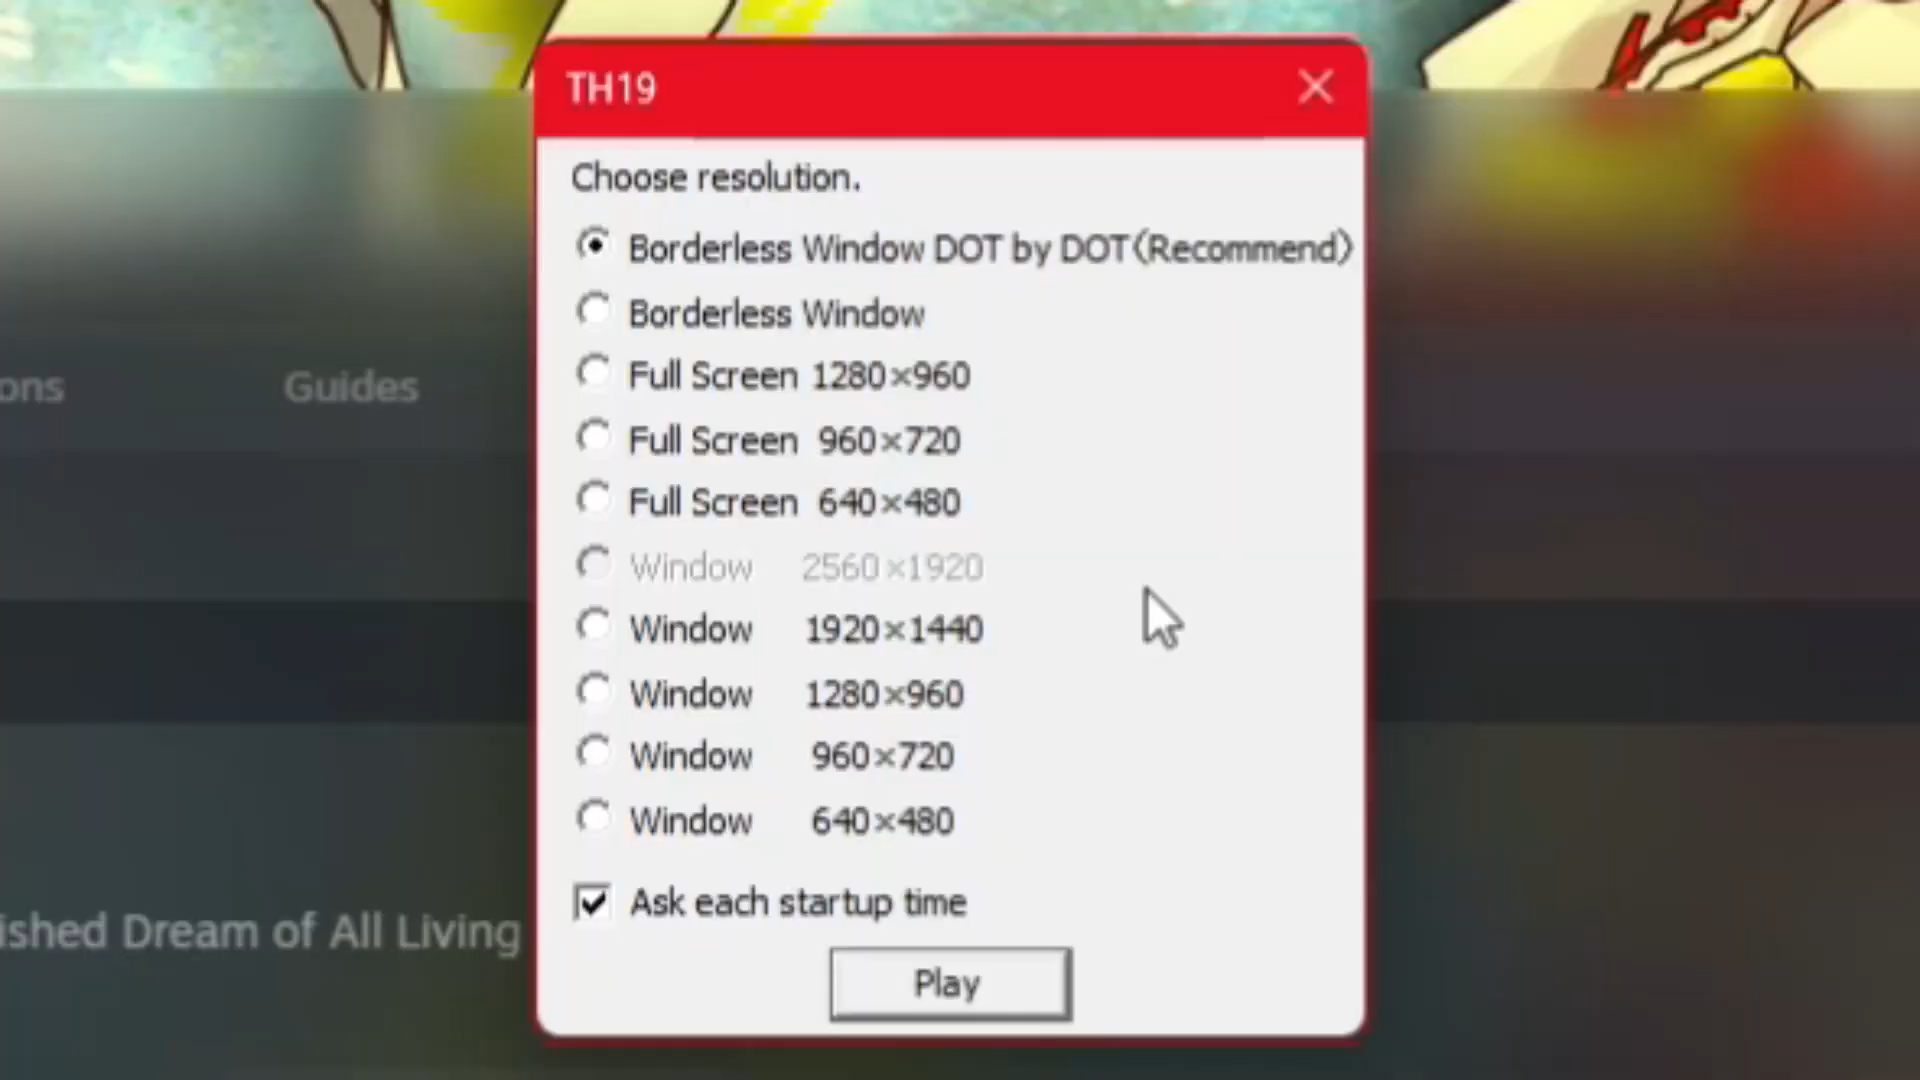 TH19
Choose resolution.
Borderless Window DOT by DOT(Recommend)
Borderless Window
Full Screen 1280×960
Full Screen 960×720
Full Screen 640×480
Window 2560×1920
Window 1920×1440
Window 1280×960
Window 960×720
Window 640×480
Ask each startup time
Play
ons
Guides
ished Dream of All Living